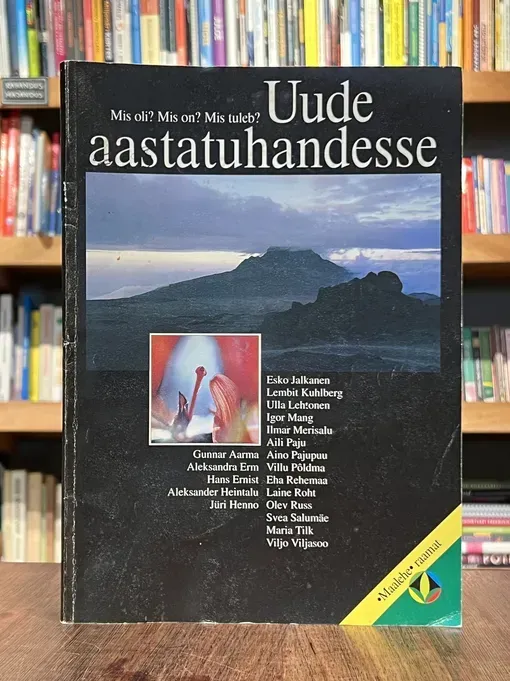 Mis oli? Mis on? Mis tuleb?
Uude
aastatuhandesse
Esko Jalkanen
Lembit Kuhlberg
Ulla Lehtonen
Igor Mang
Ilmar Merisalu
Aili Paju
Aino Pajupuu
Villu Põldma
Eha Rehemaa
Laine Roht
Olev Russ
Svea Salumäe
Maria Tilk
Viljo Viljasoo
Gunnar Aarma
Aleksandra Erm
Hans Ernist
Aleksander Heintalu
Jüri Henno
•Maalehe• raamat